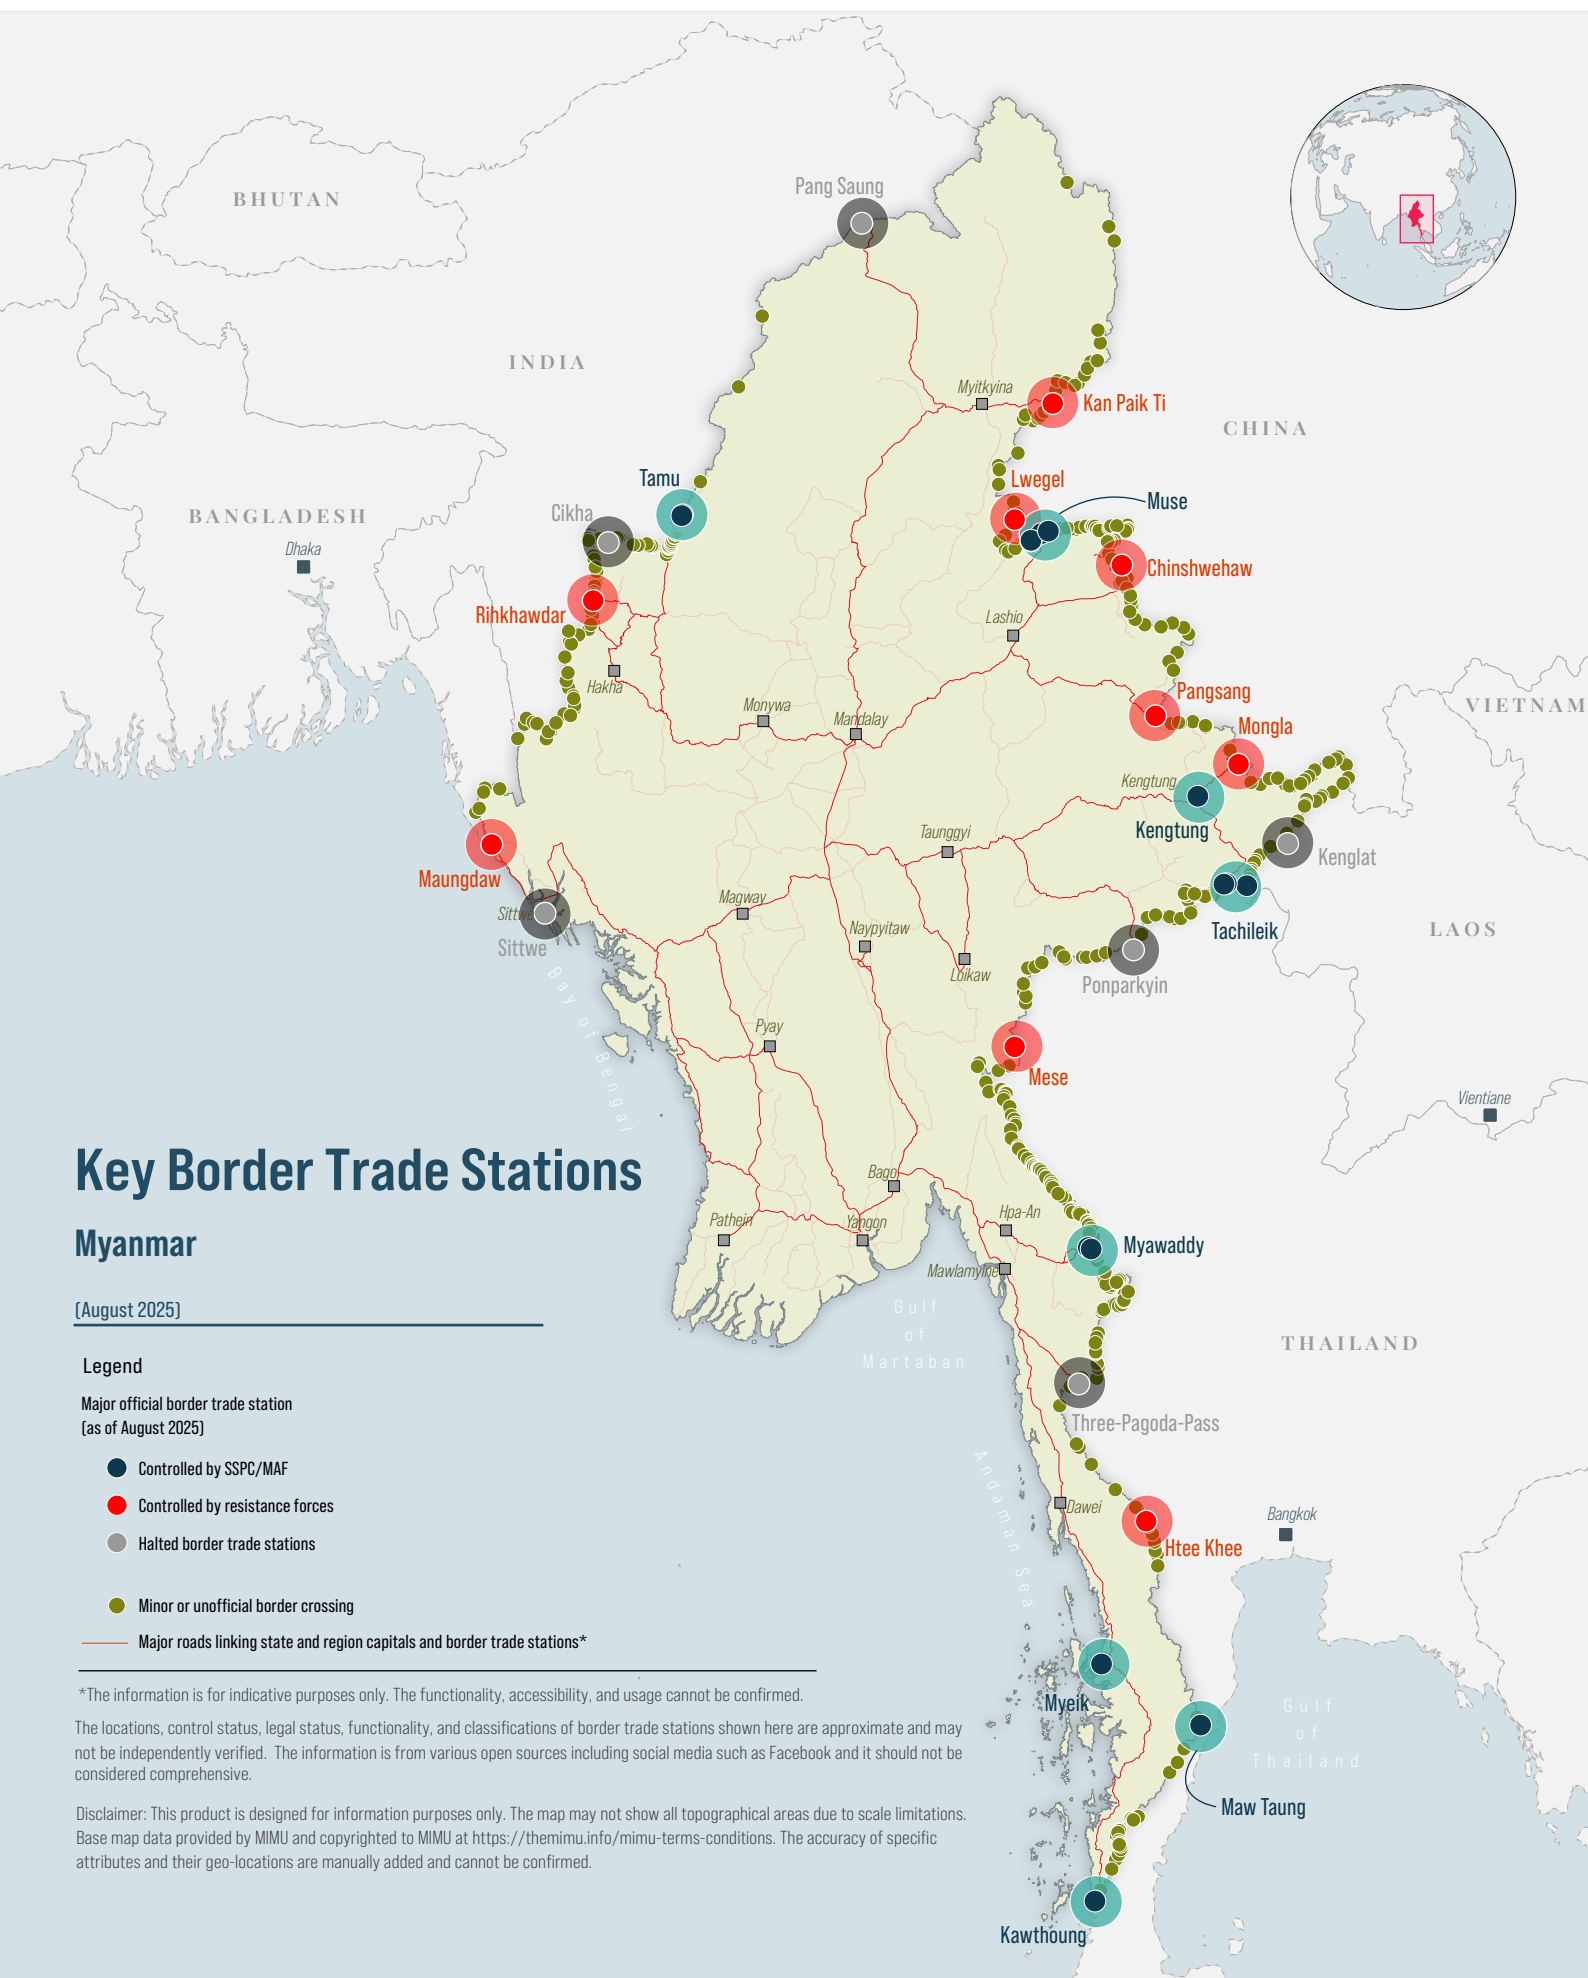 Pang Saung
BHUTAN
INDIA
Myitkyina
Kan Paik Ti
CHINA
Tamu
Lwegel
Muse
Cikha
BANGLADESH
Dhaka
Chinshwehaw
Rihkhawdar
Lashio
Hakha
Pangsang
VIETNAM
Monywa
Mandalay
Mongla
Kengtung
Kengtung
Taunggyi
Kenglat
Maungdaw
Magway
Sittwe
Sittwe
Naypyitaw
Tachileik
LAOS
Loikaw
Ponparkyin
Bay of Bengal
Pyay
Mese
Vientiane
Key Border Trade Stations
Myanmar
(August 2025)
Bago
Pathein
Yangon
Hpa-An
Myawaddy
Mawlamyine
Gulf
of
Martaban
THAILAND
Three-Pagoda-Pass
Andaman Sea
Dawei
Bangkok
Htee Khee
Myeik
Gulf
of
Thailand
Maw Taung
Kawthoung
Legend
Major official border trade station
(as of August 2025)
Controlled by SSPC/MAF
Controlled by resistance forces
Halted border trade stations
Minor or unofficial border crossing
Major roads linking state and region capitals and border trade stations*
*The information is for indicative purposes only. The functionality, accessibility, and usage cannot be confirmed.
The locations, control status, legal status, functionality, and classifications of border trade stations shown here are approximate and may
not be independently verified. The information is from various open sources including social media such as Facebook and it should not be
considered comprehensive.
Disclaimer: This product is designed for information purposes only. The map may not show all topographical areas due to scale limitations.
Base map data provided by MIMU and copyrighted to MIMU at https://themimu.info/mimu-terms-conditions. The accuracy of specific
attributes and their geo-locations are manually added and cannot be confirmed.